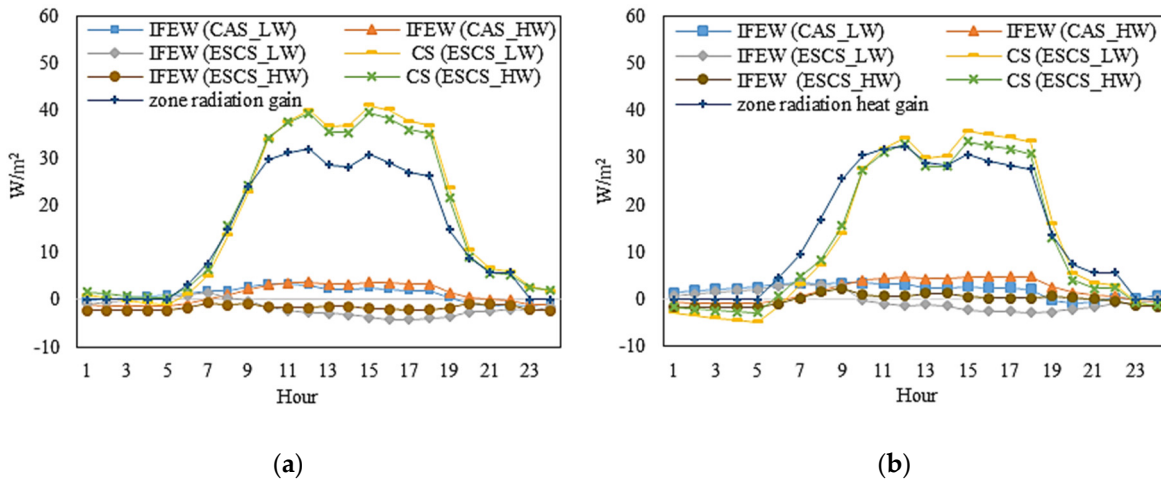 60
50
40
30
20
10
0
-10
W/m²
IFEW (CAS_LW)
IFEW (CAS_HW)
IFEW (ESCS_LW)
CS (ESCS_LW)
IFEW (ESCS_HW)
CS (ESCS_HW)
zone radiation gain
1 3 5 7 9 11 13 15 17 19 21 23
Hour
(a)
60
50
40
30
20
10
0
-10
W/m²
IFEW (CAS_LW)
IFEW (CAS_HW)
IFEW (ESCS_LW)
CS (ESCS_LW)
IFEW (ESCS_HW)
CS (ESCS_HW)
zone radiation heat gain
1 3 5 7 9 11 13 15 17 19 21 23
Hour
(b)